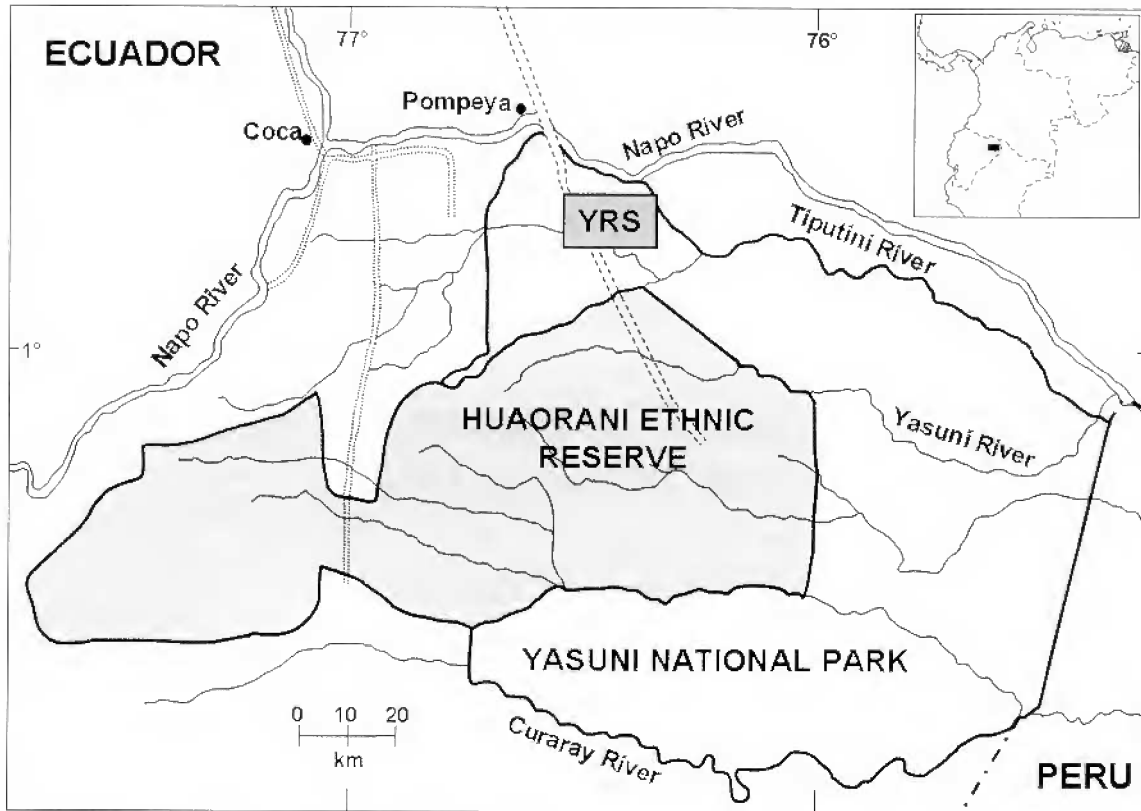 ECUADOR
77°
76°
Pompeya
Coca
Napo River
YRS
Tiputini River
Napo River
1°
HUAORANI ETHNIC
RESERVE
Yasuní River
YASUNI NATIONAL PARK
0 10 20
km
Curaray River
PERU